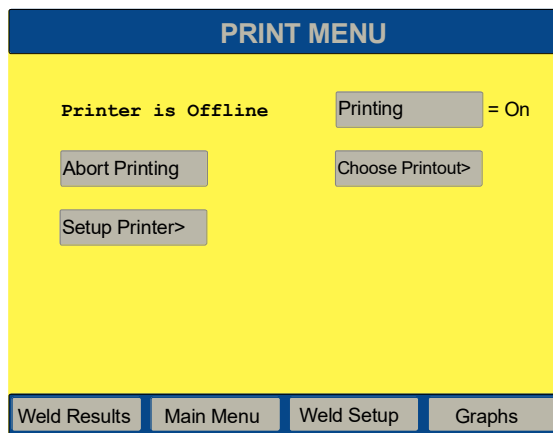 PRINT MENU
Printer is Offline
Printing = On
Abort Printing
Choose Printout>
Setup Printer>
Weld Results Main Menu Weld Setup Graphs